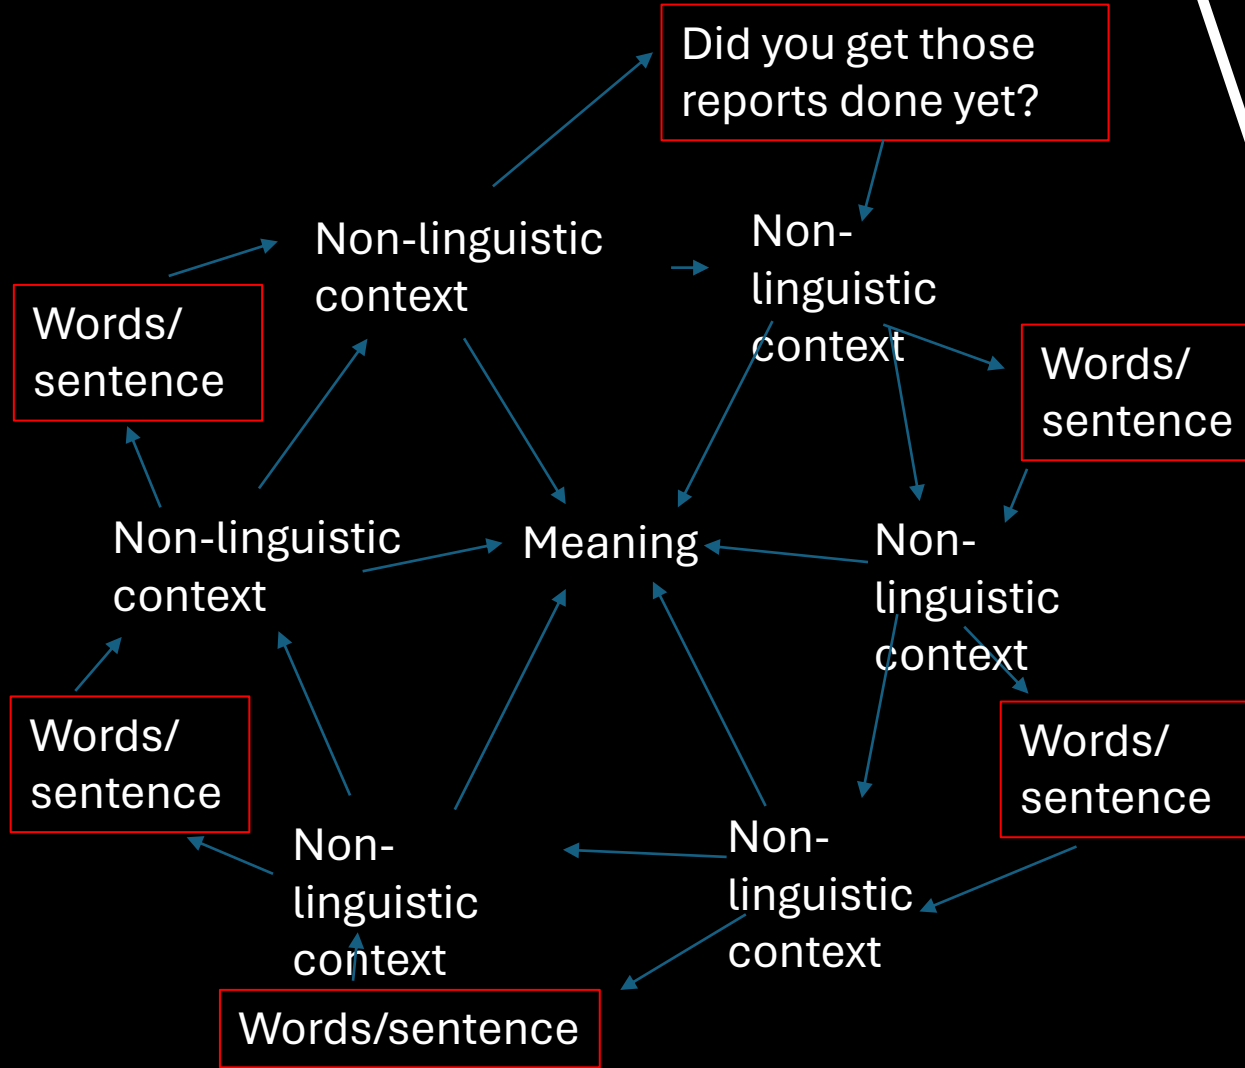 Did you get those
reports done yet?
Non-linguistic
context
Non-
linguistic
context
Words/
sentence
Words/
sentence
Non-linguistic
context
Meaning
Non-
linguistic
context
Words/
sentence
Words/
sentence
Non-
linguistic
context
Non-
linguistic
context
Words/sentence